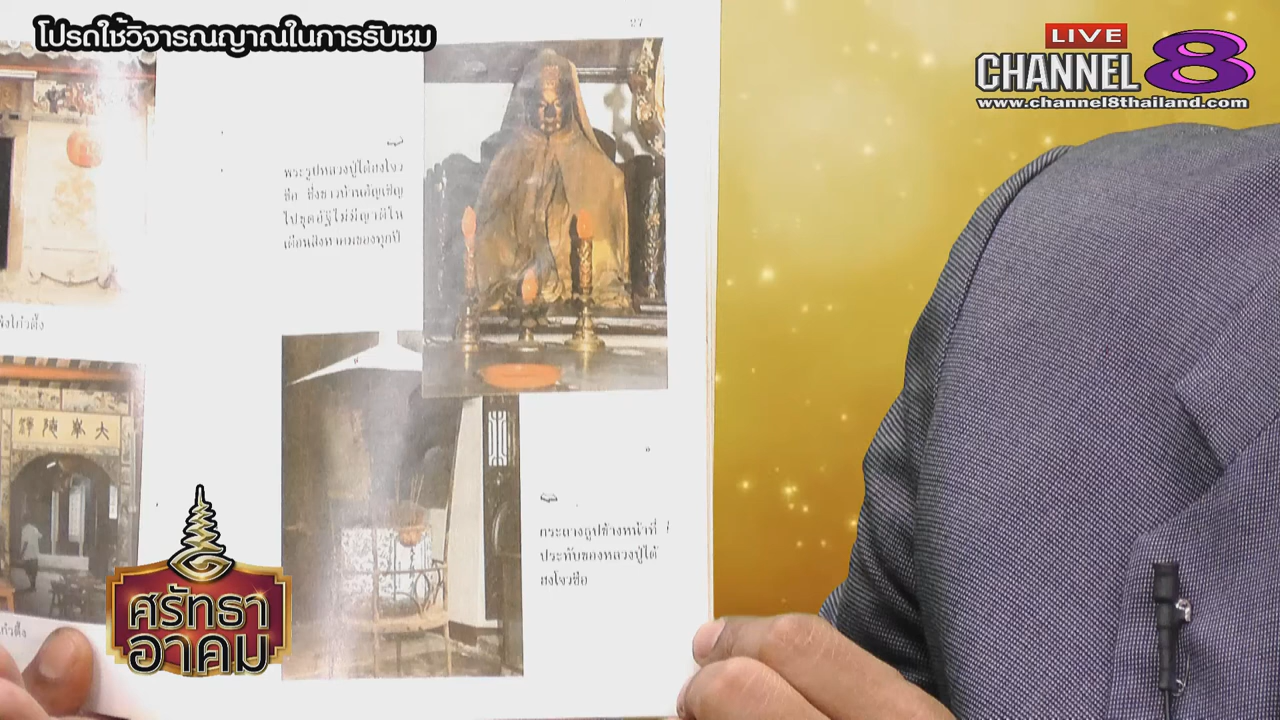 โปรดใช้วิจารณญาณในการรับชม
LIVE
CHANNEL 8
www.channel8thailand.com
27
พระรูปหลวงปู่ไต้ฮงโจว
ซือ ซึ่งชาวบ้านอัญเชิญ
ไปขุดอัฐิไม่มีญาติใน
เดือนสิงหาคมของทุกปี
กระถางธูปข้างหน้าที่
ประทับของหลวงปู่ไต้
ฮงโจวซือ
大峯
ศรัทธา
อาคม